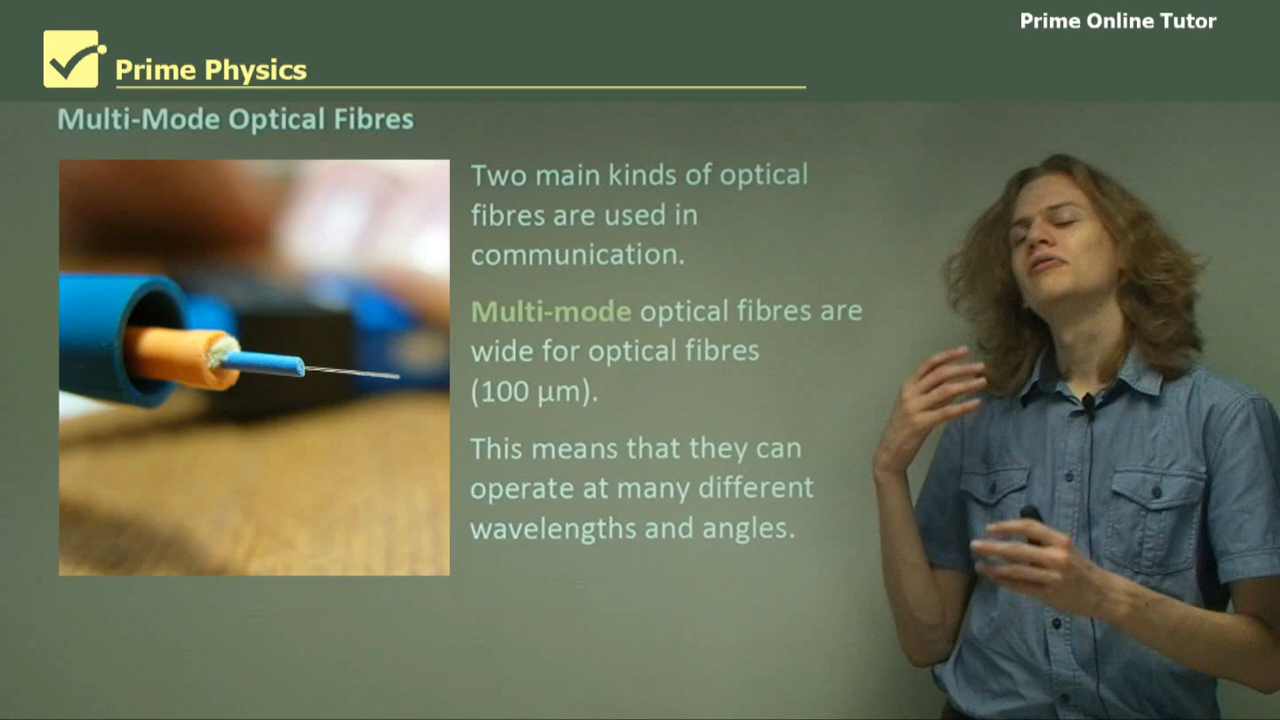 Prime Online Tutor
Prime Physics
Multi-Mode Optical Fibres
Two main kinds of optical
fibres are used in
communication.
Multi-mode optical fibres are
wide for optical fibres
(100 μm).
This means that they can
operate at many different
wavelengths and angles.